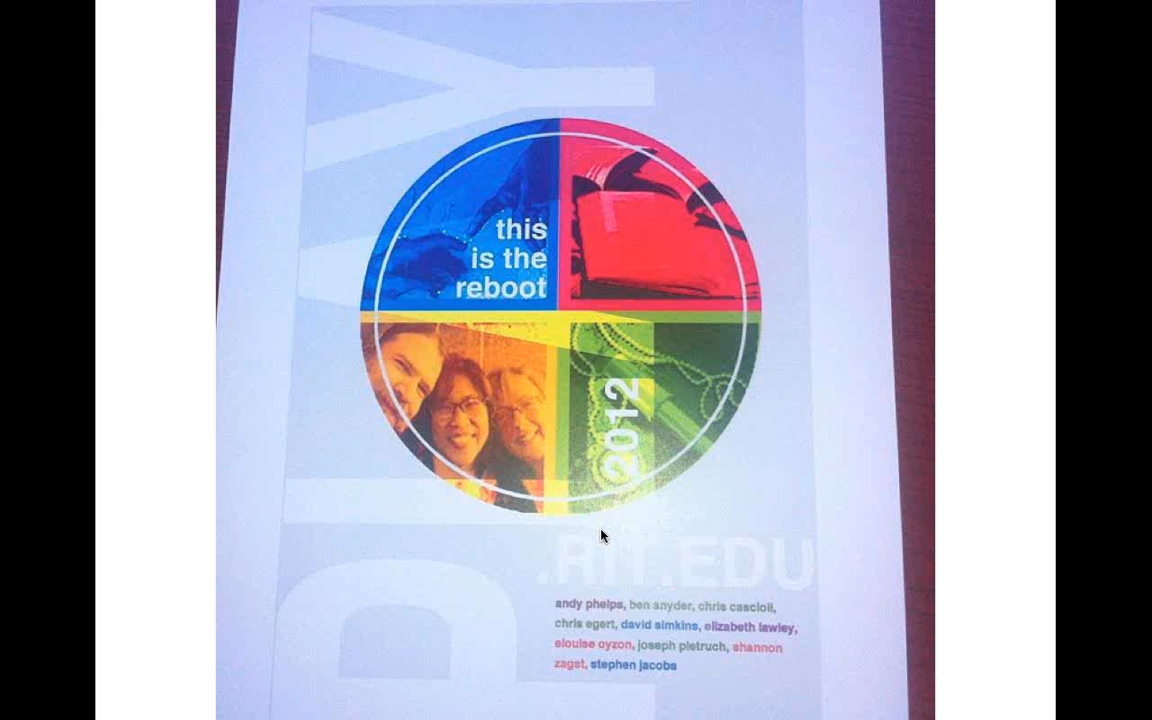 PLAY
this
is the
reboot
2012
.RIT.EDU
andy phelps, ben snyder, chris cascioli,
chris egert, david simkins, elizabeth lawley,
elouise oyzon, joseph pietruch, shannon
zagst, stephen jacobs